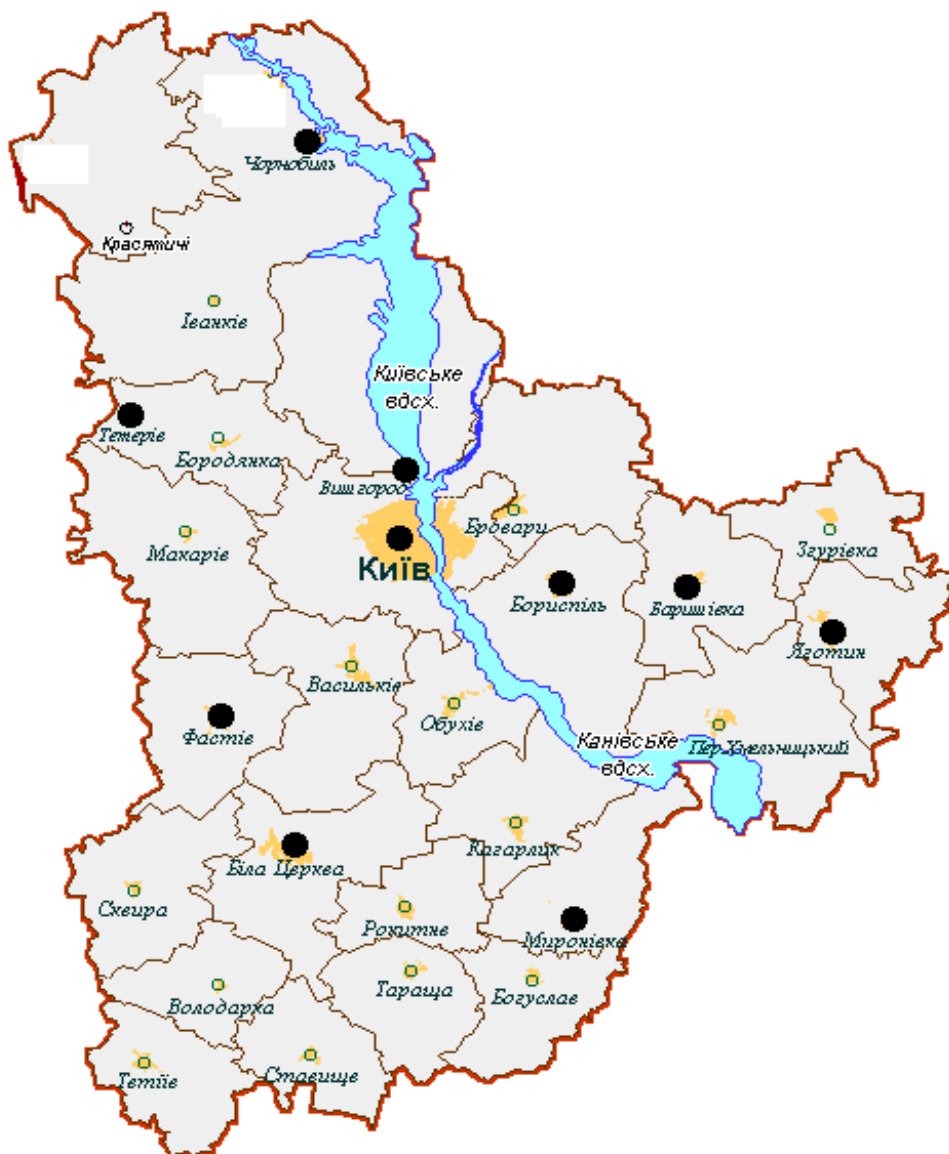 Чорнобиль
Красятичі
Іванків
Київське
вдсх.
Тетерів
Бородянка
Вишгород
Бровари
Макарів
Згурівка
Київ
Бориспіль
Баришівка
Яготин
Васильків
Обухів
Фастів
Канівське
вдсх.
Пер.Хмельницький
Кагарлик
Біла Церква
Сквира
Рокитне
Миронівка
Тараща
Богуслав
Володарка
Тетіїв
Ставище